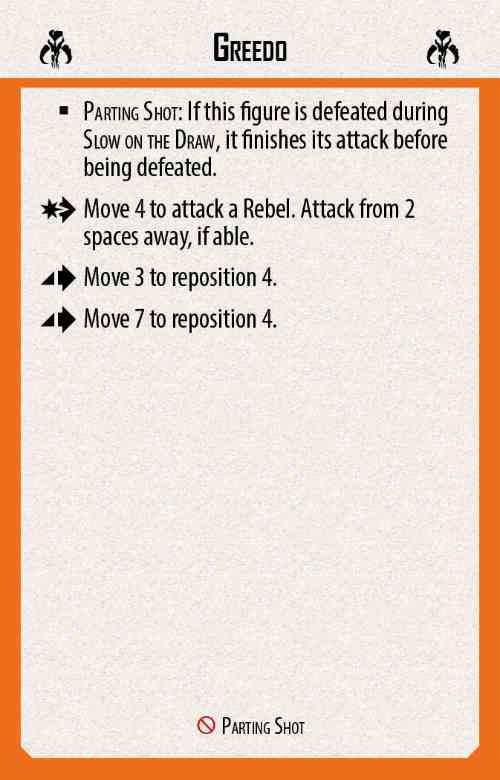 Greedo
▪ Parting Shot: If this figure is defeated during
Slow on the Draw, it finishes its attack before
being defeated.
Move 4 to attack a Rebel. Attack from 2
spaces away, if able.
Move 3 to reposition 4.
Move 7 to reposition 4.
Parting Shot